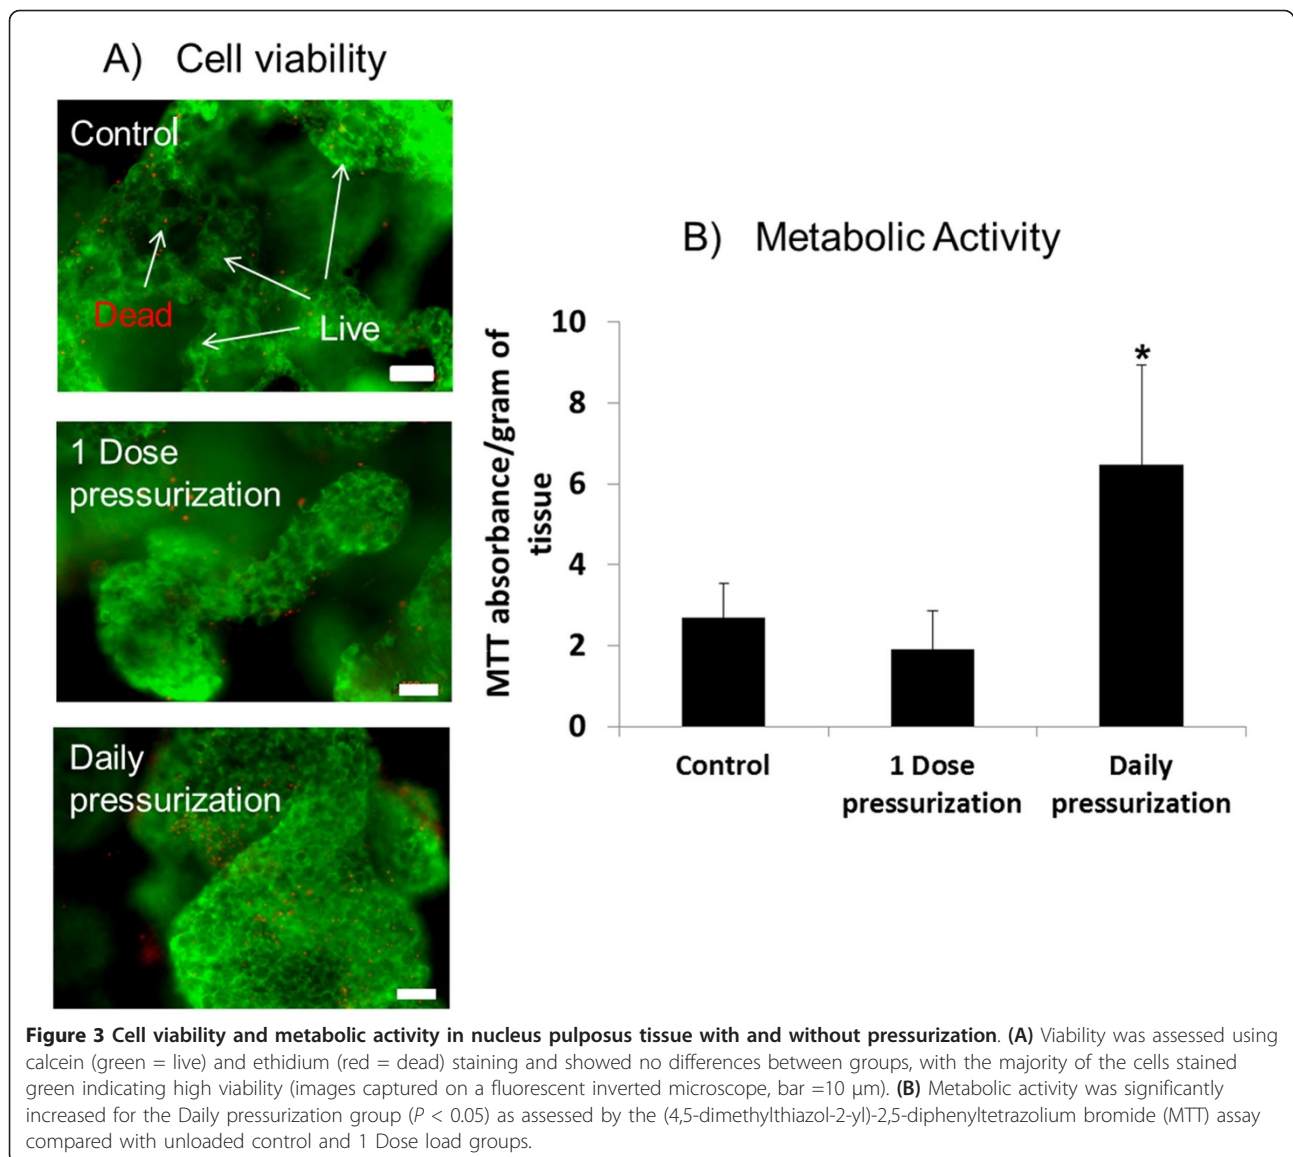 A) Cell viability
Control
Dead
Live
1 Dose
pressurization
Daily
pressurization
B) Metabolic Activity
MTT absorbance/gram of
tissue
10
8
6
4
2
0
*
Control
1 Dose
pressurization
Daily
pressurization
Figure 3 Cell viability and metabolic activity in nucleus pulposus tissue with and without pressurization. (A) Viability was assessed using
calcein (green = live) and ethidium (red = dead) staining and showed no differences between groups, with the majority of the cells stained
green indicating high viability (images captured on a fluorescent inverted microscope, bar =10 μm). (B) Metabolic activity was significantly
increased for the Daily pressurization group (P < 0.05) as assessed by the (4,5-dimethylthiazol-2-yl)-2,5-diphenyltetrazolium bromide (MTT) assay
compared with unloaded control and 1 Dose load groups.